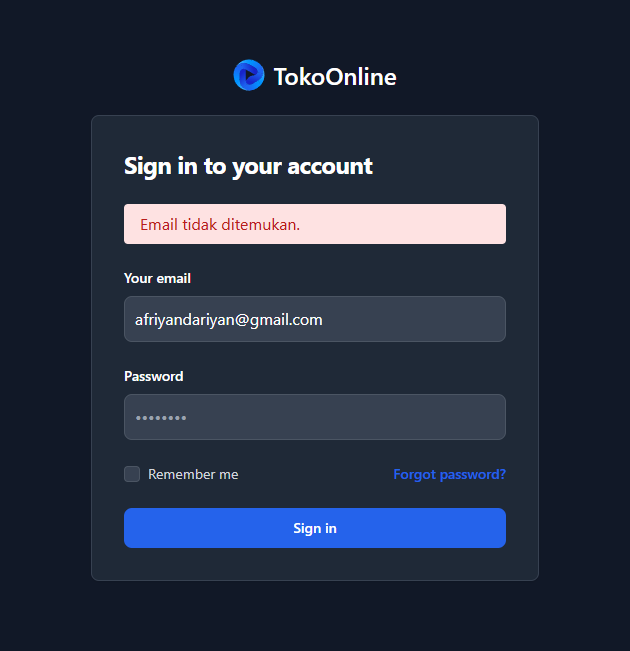 TokoOnline
Sign in to your account
Email tidak ditemukan.
Your email
afriyandariyan@gmail.com
Password
••••••••
Remember me
Forgot password?
Sign in